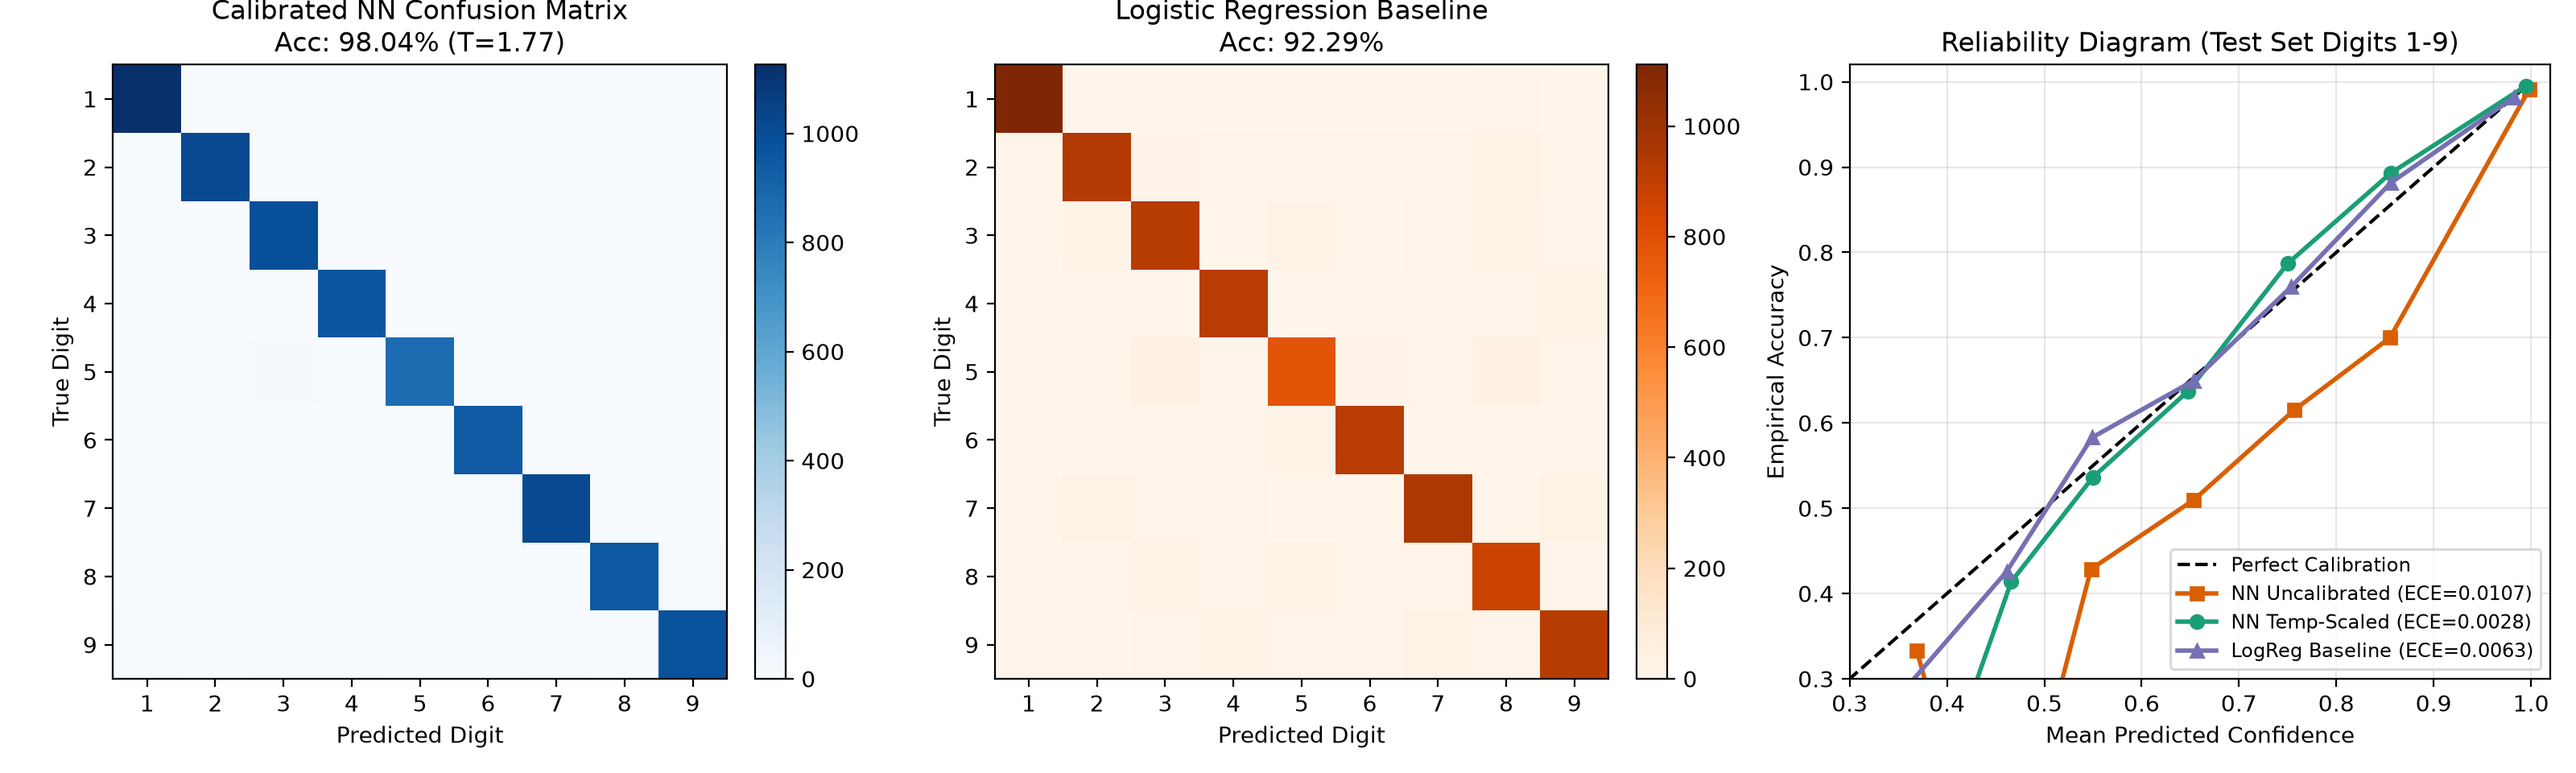 Calibrated NN Confusion Matrix
Acc: 98.04% (T=1.77)
True Digit
1
2
3
4
5
6
7
8
9
1 2 3 4 5 6 7 8 9
Predicted Digit
1000
800
600
400
200
0
Logistic Regression Baseline
Acc: 92.29%
True Digit
1
2
3
4
5
6
7
8
9
1 2 3 4 5 6 7 8 9
Predicted Digit
1000
800
600
400
200
0
Reliability Diagram (Test Set Digits 1-9)
Empirical Accuracy
1.0
0.9
0.8
0.7
0.6
0.5
0.4
0.3
0.3 0.4 0.5 0.6 0.7 0.8 0.9 1.0
Mean Predicted Confidence
Perfect Calibration
NN Uncalibrated (ECE=0.0107)
NN Temp-Scaled (ECE=0.0028)
LogReg Baseline (ECE=0.0063)